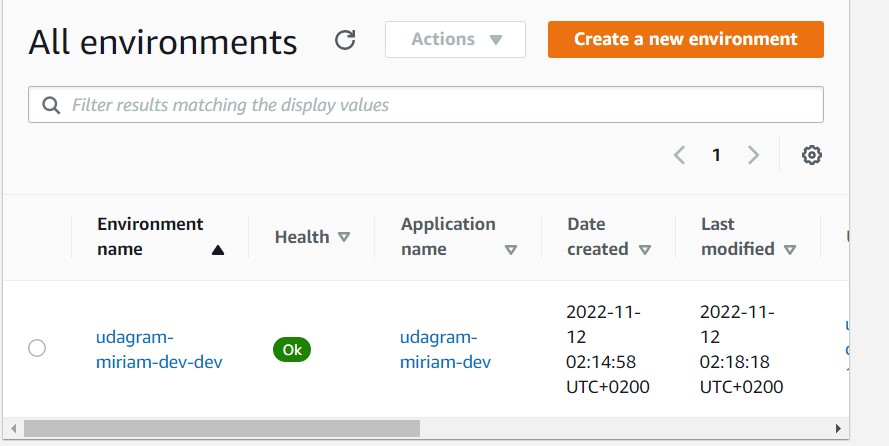 All environments
Actions
Create a new environment
Filter results matching the display values
1
Environment name
Health
Application name
Date created
Last modified
udagram-miriam-dev-dev
Ok
udagram-miriam-dev
2022-11-12 02:14:58 UTC+0200
2022-11-12 02:18:18 UTC+0200